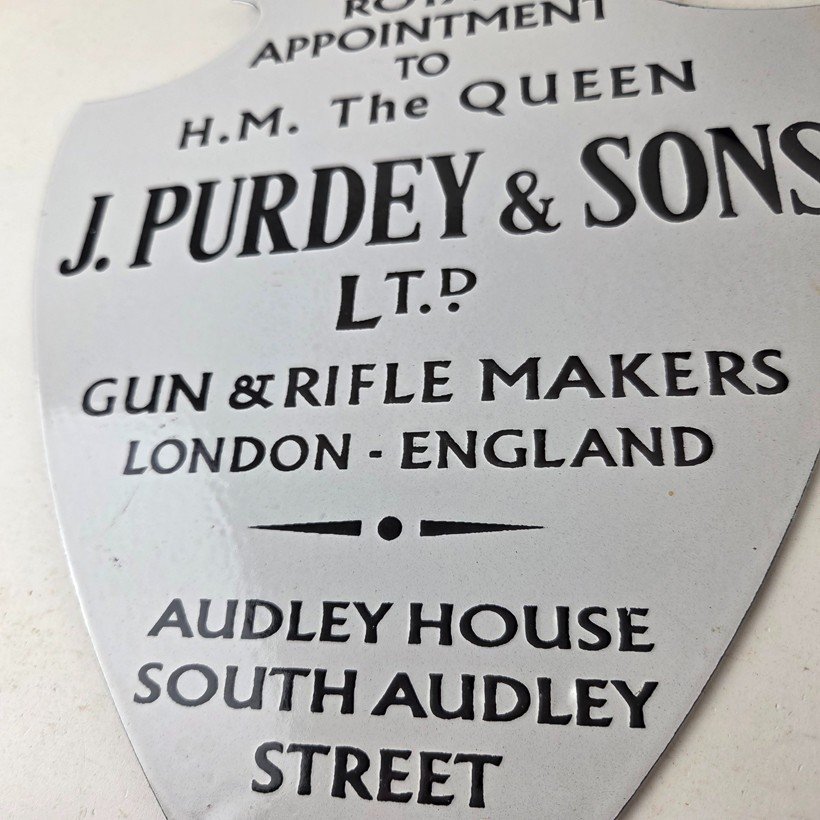 APPOINTMENT
TO
H.M. The QUEEN
J. PURDEY & SONS
LT.D
GUN & RIFLE MAKERS
LONDON - ENGLAND
AUDLEY HOUSE
SOUTH AUDLEY
STREET